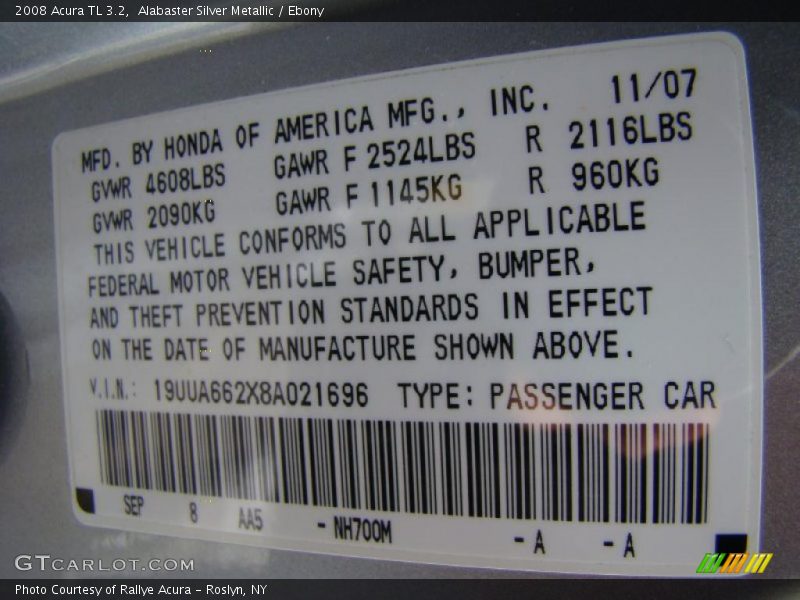 2008 Acura TL 3.2, Alabaster Silver Metallic / Ebony
MFD. BY HONDA OF AMERICA MFG., INC. 11/07
GVWR 4608LBS GAWR F 2524LBS R 2116LBS
GVWR 2090KG GAWR F 1145KG R 960KG
THIS VEHICLE CONFORMS TO ALL APPLICABLE
FEDERAL MOTOR VEHICLE SAFETY, BUMPER,
AND THEFT PREVENTION STANDARDS IN EFFECT
ON THE DATE OF MANUFACTURE SHOWN ABOVE.
V.I.N.: 19UUA662X8A021696 TYPE: PASSENGER CAR
SEP 8 AA5 -NH700M -A -A
GTCARLOT.COM
Photo Courtesy of Rallye Acura - Roslyn, NY